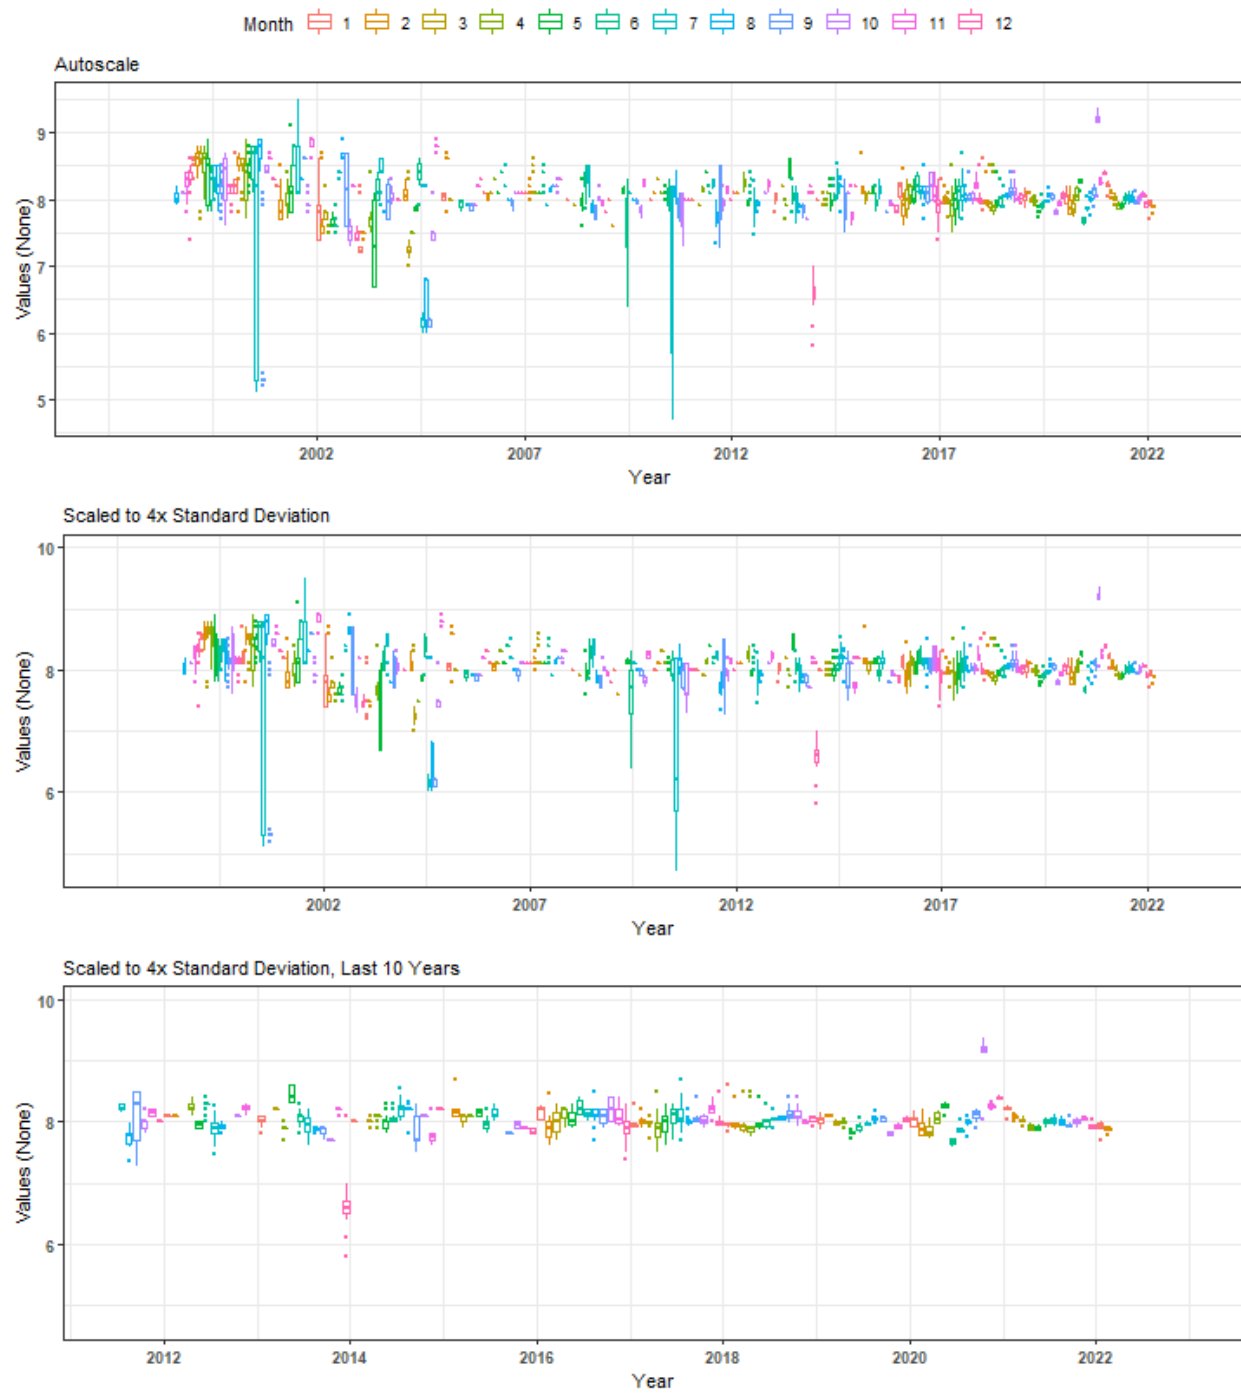 Month 1 2 3 4 5 6 7 8 9 10 11 12
Autoscale
Values (None)
9
8
7
6
5
2002 2007 2012 2017 2022
Year
Scaled to 4x Standard Deviation
Values (None)
10
8
6
2002 2007 2012 2017 2022
Year
Scaled to 4x Standard Deviation, Last 10 Years
Values (None)
10
8
6
2012 2014 2016 2018 2020 2022
Year